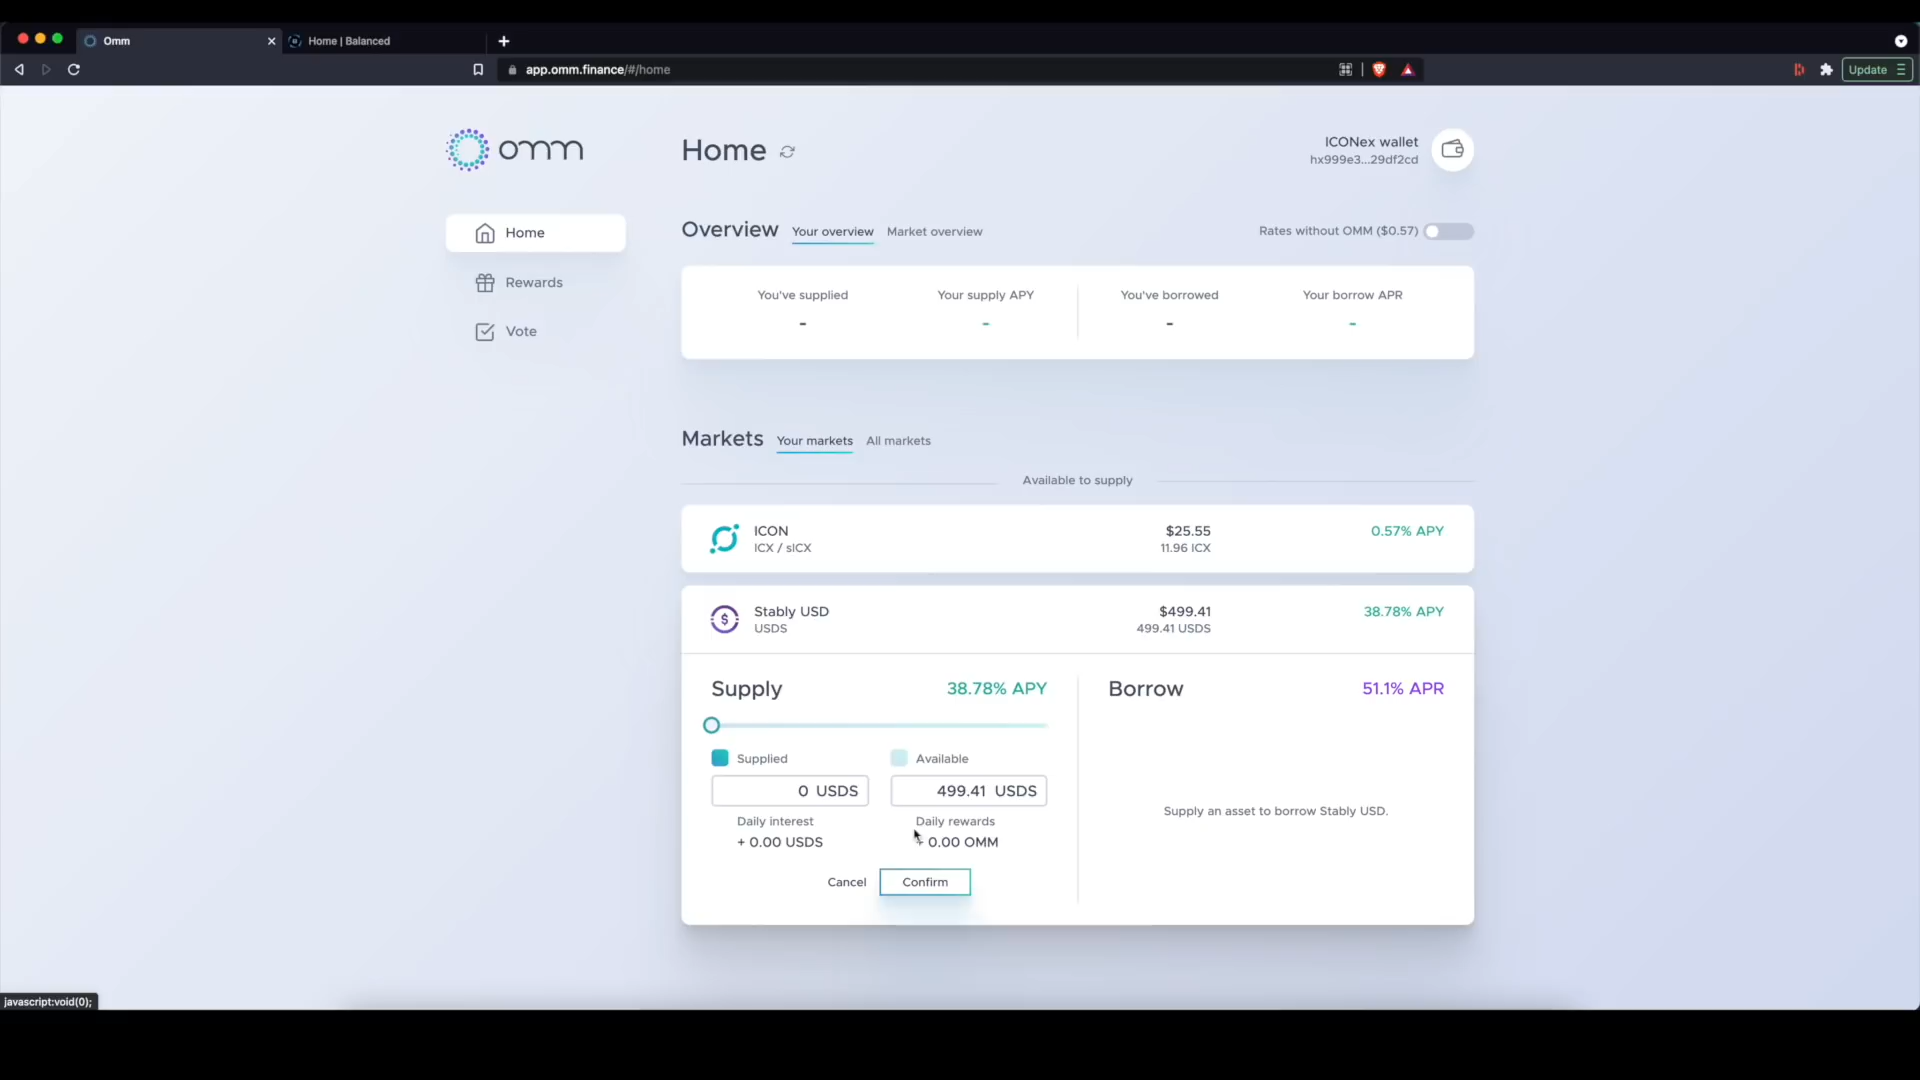 Omm
Home | Balanced
app.omm.finance/#/home
Update
omm
Home
ICONex wallet
hx999e3...29df2cd
Home
Rewards
Vote
Overview
Your overview
Market overview
Rates without OMM ($0.57)
You've supplied
Your supply APY
You've borrowed
Your borrow APR
-
-
-
-
Markets
Your markets
All markets
Available to supply
ICON
ICX / sICX
$25.55
11.96 ICX
0.57% APY
Stably USD
USDS
$499.41
499.41 USDS
38.78% APY
Supply
38.78% APY
Borrow
51.1% APR
Supplied
Available
0 USDS
499.41 USDS
Daily interest
Daily rewards
+ 0.00 USDS
+ 0.00 OMM
Supply an asset to borrow Stably USD.
Cancel
Confirm
javascript:void(0);